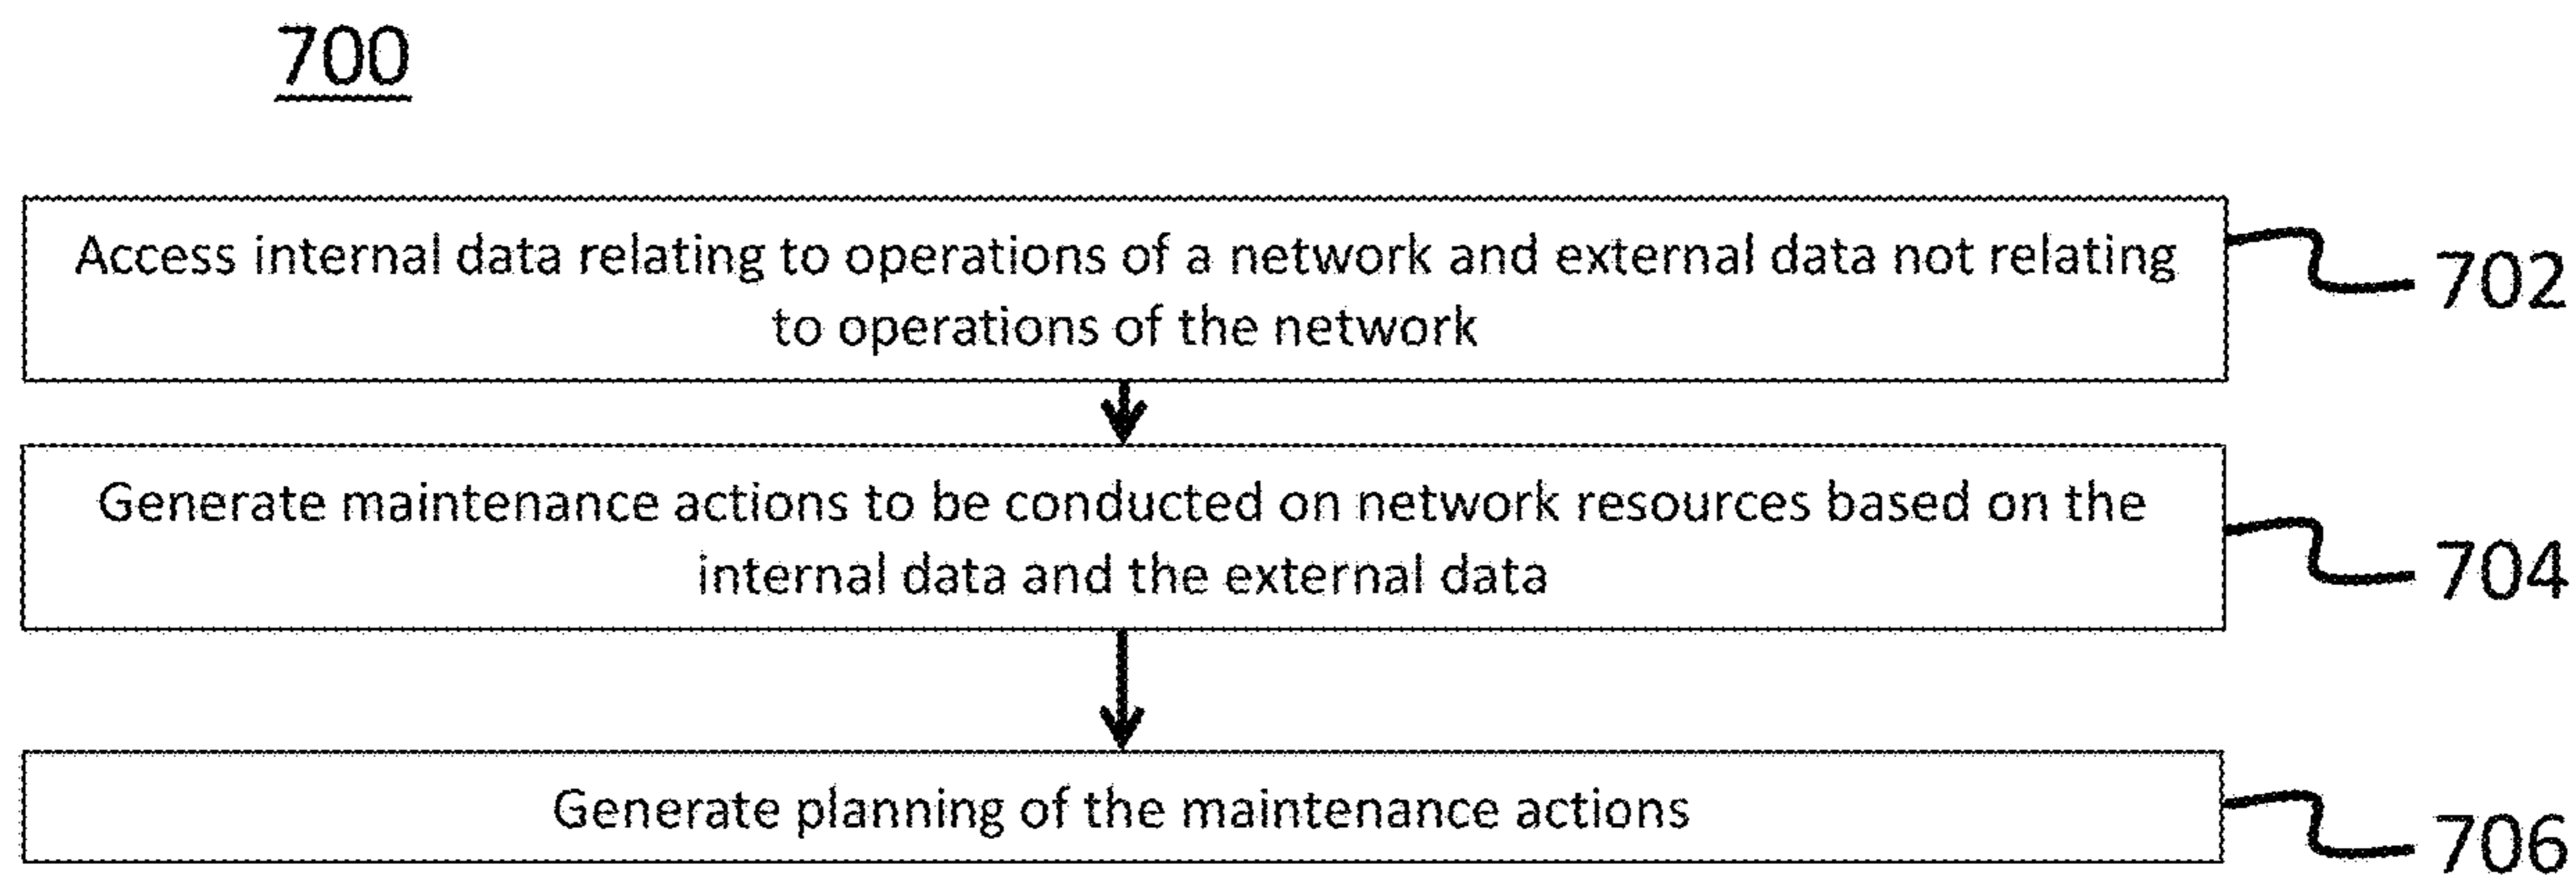 700
Access internal data relating to operations of a network and external data not relating
to operations of the network
702
Generate maintenance actions to be conducted on network resources based on the
internal data and the external data
704
Generate planning of the maintenance actions
706